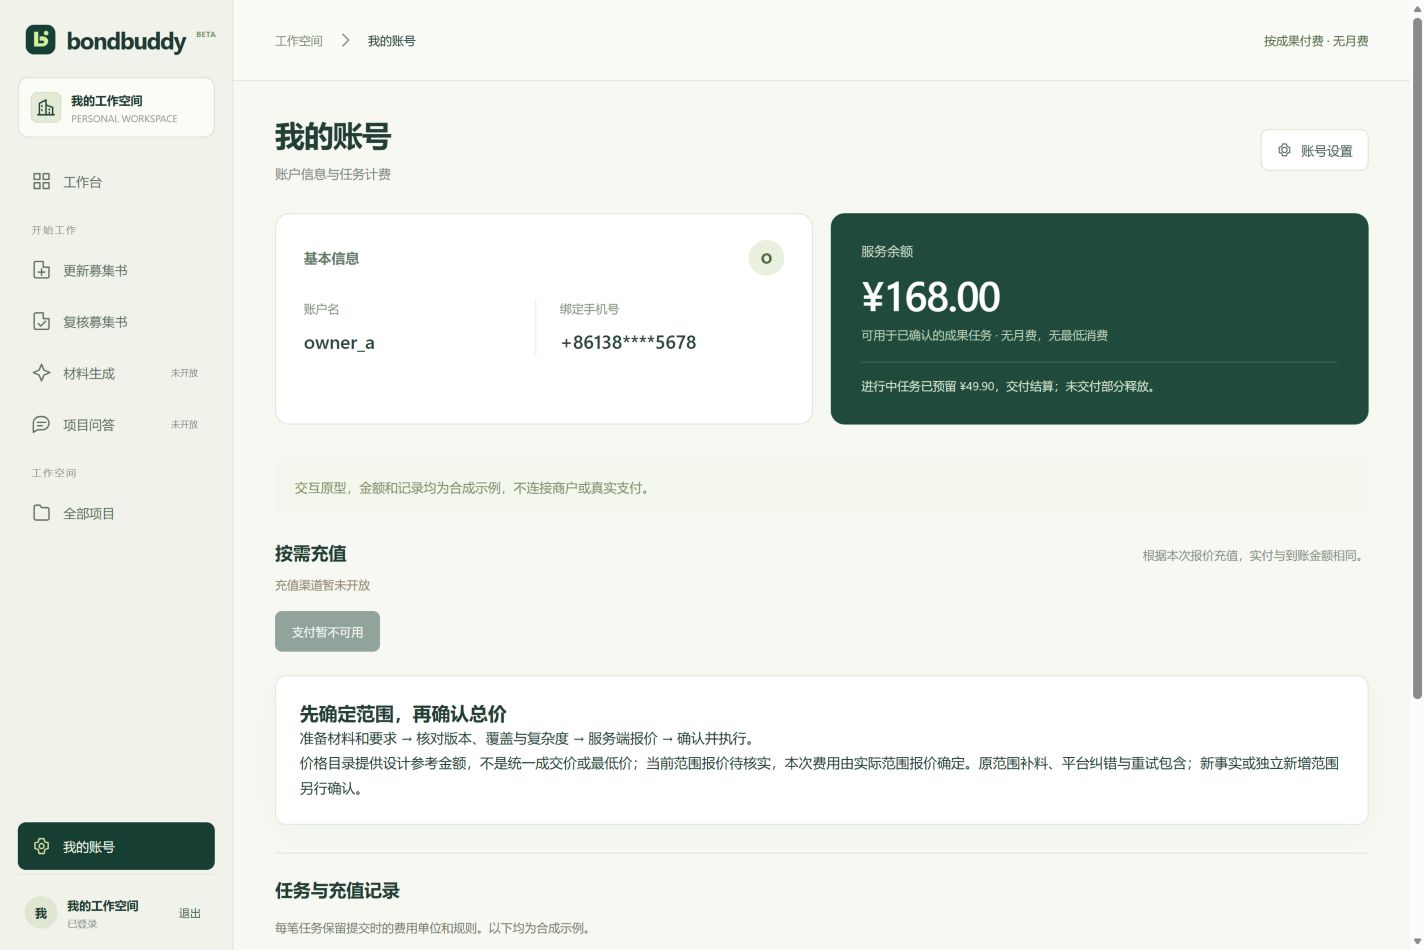 bondbuddy BETA
我的工作空间
PERSONAL WORKSPACE
工作台
开始工作
更新募集书
复核募集书
材料生成 未开放
项目问答 未开放
工作空间
全部项目
我的账号
我 我的工作空间
已登录
退出
工作空间 我的账号
按成果付费 · 无月费
我的账号
账户信息与任务计费
账号设置
基本信息
O
账户名
owner_a
绑定手机号
+86138****5678
服务余额
¥168.00
可用于已确认的成果任务 · 无月费，无最低消费
进行中任务已预留 ¥49.90，交付结算；未交付部分释放。
交互原型，金额和记录均为合成示例，不连接商户或真实支付。
按需充值
根据本次报价充值，实付与到账金额相同。
充值渠道暂未开放
支付暂不可用
先确定范围，再确认总价
准备材料和要求 → 核对版本、覆盖与复杂度 → 服务端报价 → 确认并执行。
价格目录提供设计参考金额，不是统一成交价或最低价；当前范围报价待核实，本次费用由实际范围报价确定。原范围补料、平台纠错与重试包含；新事实或独立新增范围
另行确认。
任务与充值记录
每笔任务保留提交时的费用单位和规则。以下均为合成示例。